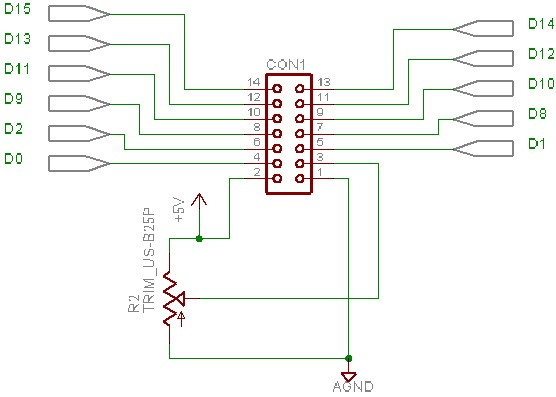 D15
D14
D13
D12
CON1
D11
D10
14 13
12 11
D9
10 9
D8
8 7
D2
6 5
D1
D0
4 3
2 1
+5V
TRIM_US-B25P
R2
AGND